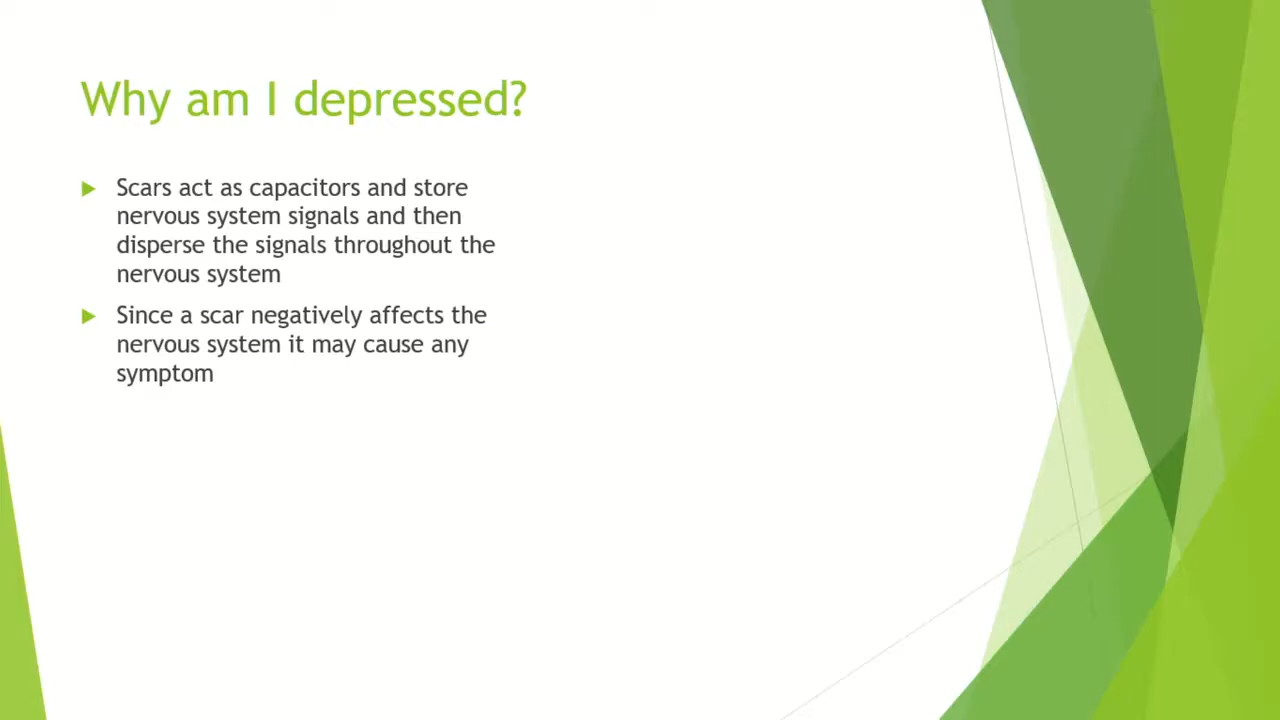 Why am I depressed?
Scars act as capacitors and store
nervous system signals and then
disperse the signals throughout the
nervous system
Since a scar negatively affects the
nervous system it may cause any
symptom